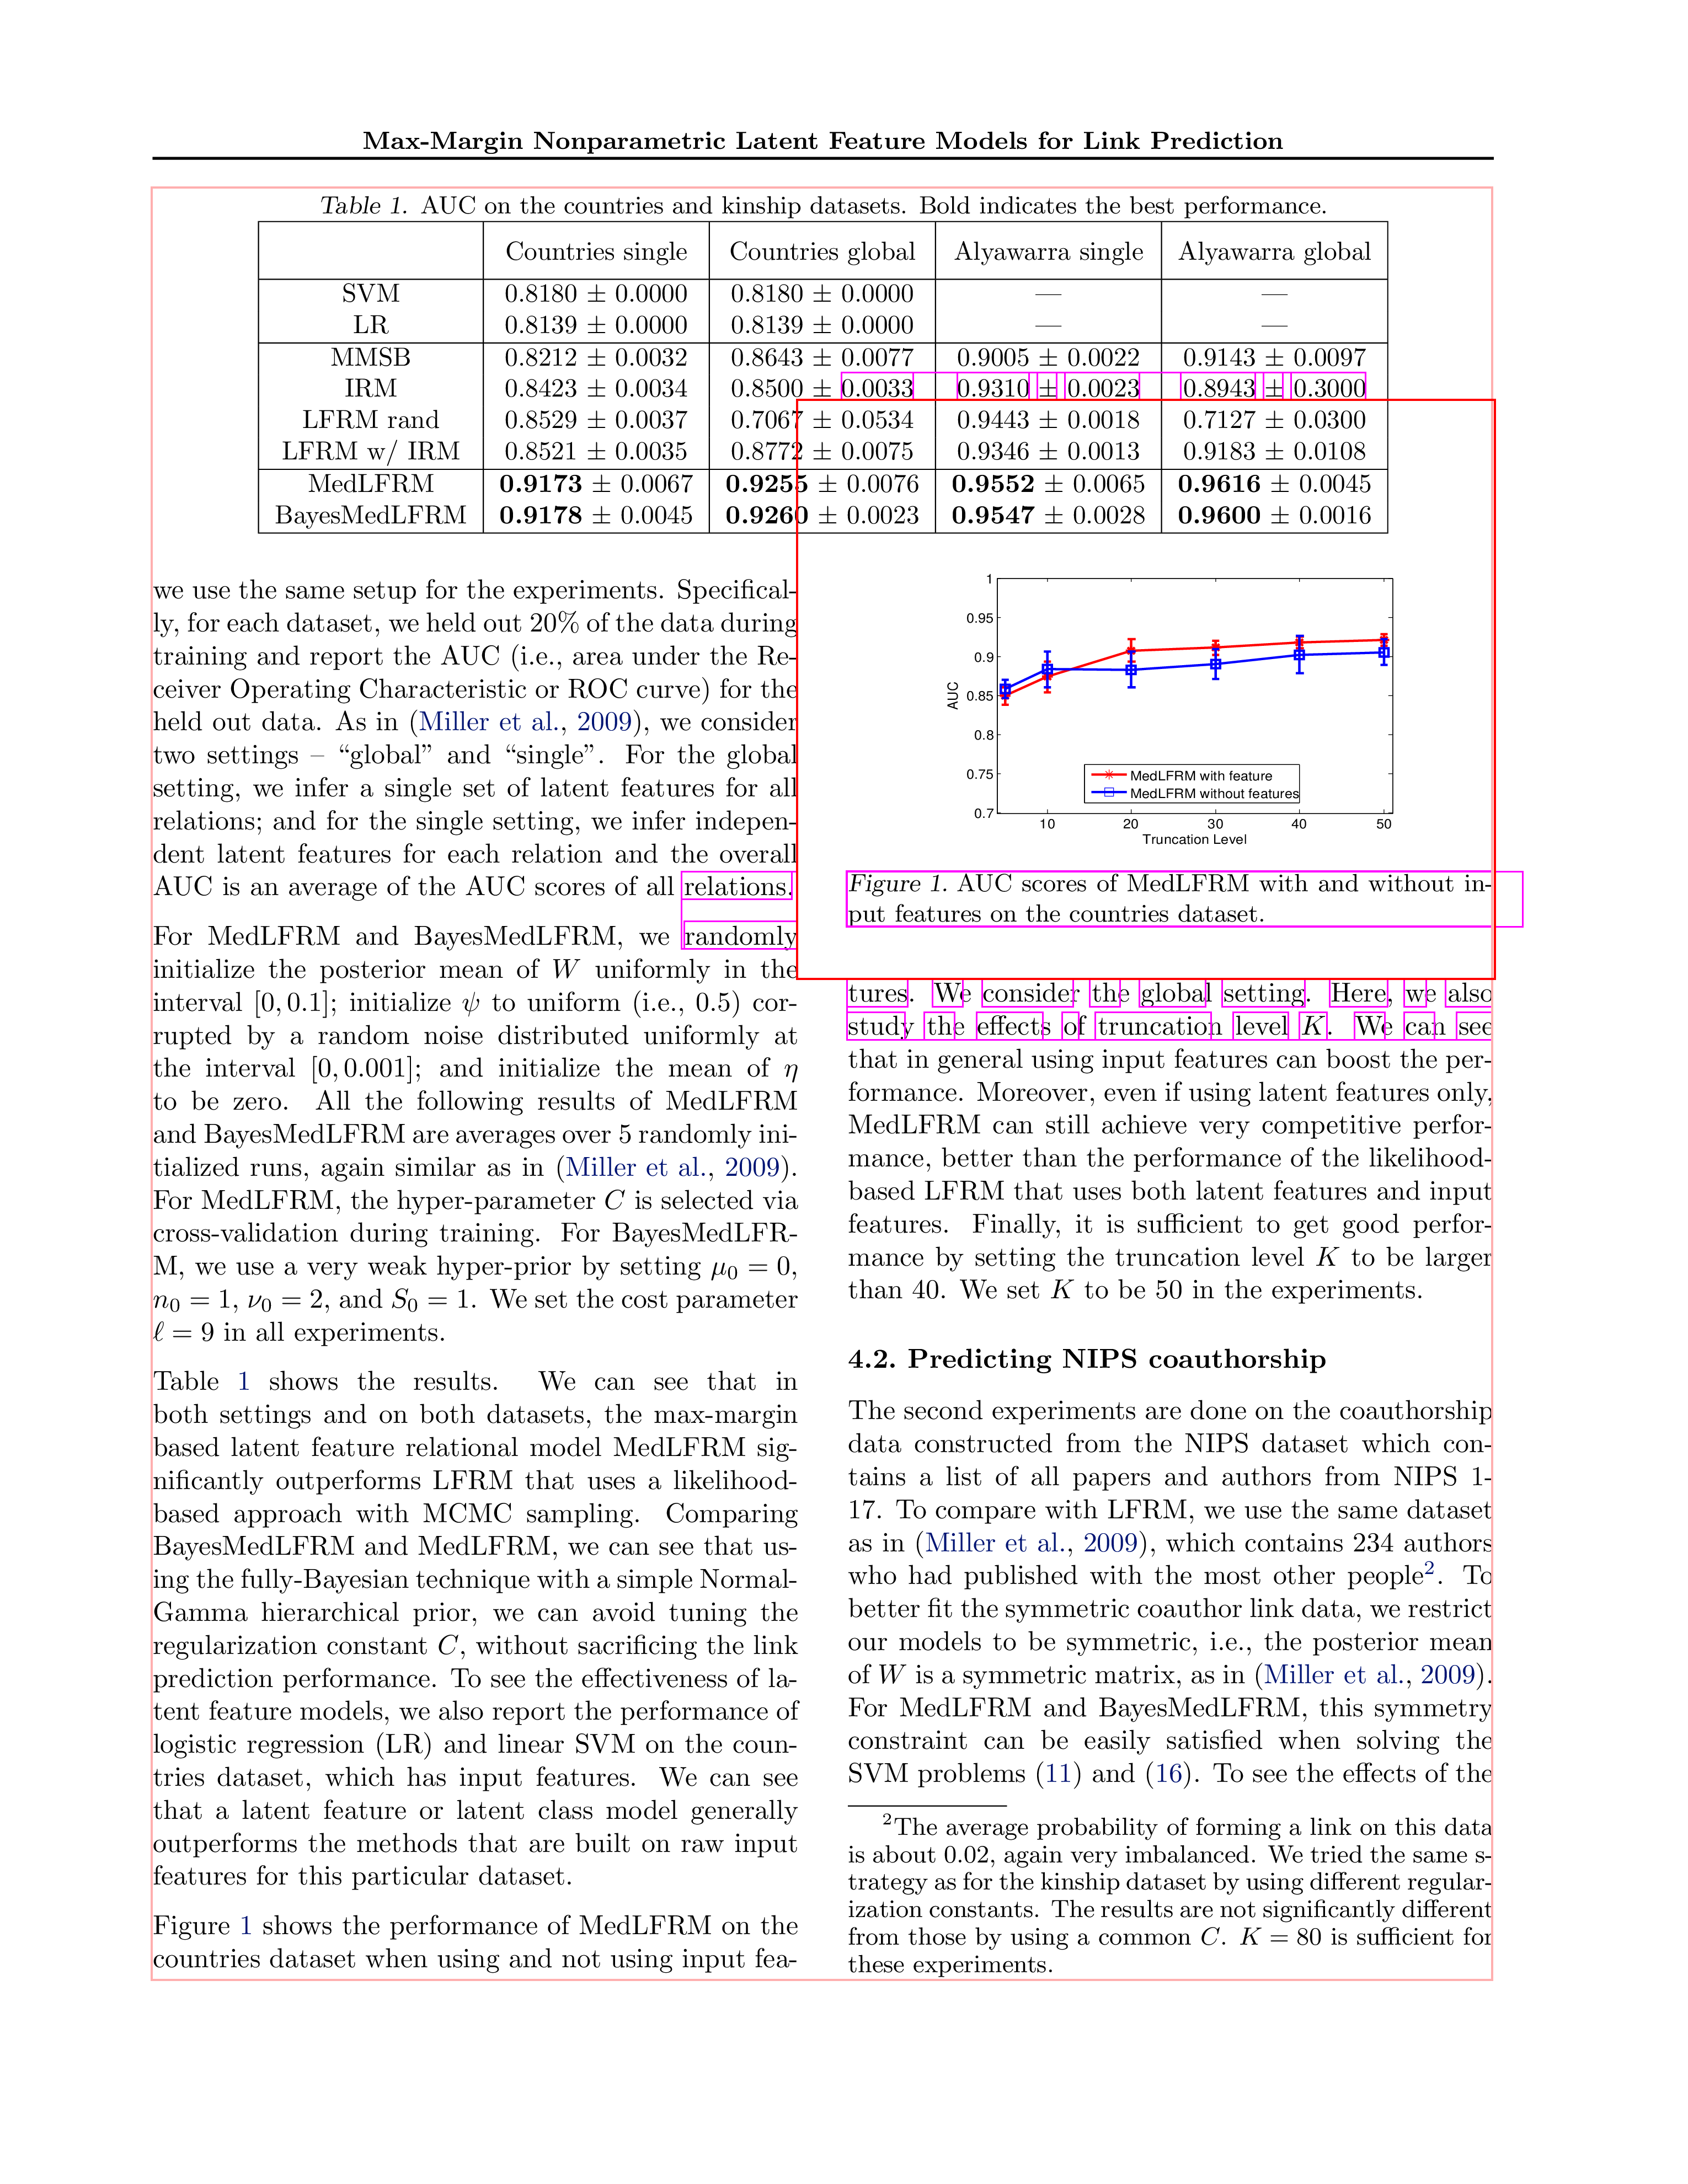 Max-Margin Nonparametric Latent Feature Models for Link Prediction
Table 1. AUC on the countries and kinship datasets. Bold indicates the best performance.
Countries single Countries global Alyawarra single Alyawarra global
SVM 0.8180 ± 0.0000 0.8180 ± 0.0000 — —
LR 0.8139 ± 0.0000 0.8139 ± 0.0000 — —
MMSB 0.8212 ± 0.0032 0.8643 ± 0.0077 0.9005 ± 0.0022 0.9143 ± 0.0097
IRM 0.8423 ± 0.0034 0.8500 ± 0.0033 0.9310 ± 0.0023 0.8943 ± 0.3000
LFRM rand 0.8529 ± 0.0037 0.7067 ± 0.0534 0.9443 ± 0.0018 0.7127 ± 0.0300
LFRM w/ IRM 0.8521 ± 0.0035 0.8772 ± 0.0075 0.9346 ± 0.0013 0.9183 ± 0.0108
MedLFRM 0.9173 ± 0.0067 0.9255 ± 0.0076 0.9552 ± 0.0065 0.9616 ± 0.0045
BayesMedLFRM 0.9178 ± 0.0045 0.9260 ± 0.0023 0.9547 ± 0.0028 0.9600 ± 0.0016
we use the same setup for the experiments. Specifical-
ly, for each dataset, we held out 20% of the data during
training and report the AUC (i.e., area under the Re-
ceiver Operating Characteristic or ROC curve) for the
held out data. As in (Miller et al., 2009), we consider
two settings – “global” and “single”. For the global
setting, we infer a single set of latent features for all
relations; and for the single setting, we infer indepen-
dent latent features for each relation and the overall
AUC is an average of the AUC scores of all relations.
For MedLFRM and BayesMedLFRM, we randomly
initialize the posterior mean of W uniformly in the
interval [0, 0.1]; initialize ψ to uniform (i.e., 0.5) cor-
rupted by a random noise distributed uniformly at
the interval [0, 0.001]; and initialize the mean of η
to be zero. All the following results of MedLFRM
and BayesMedLFRM are averages over 5 randomly ini-
tialized runs, again similar as in (Miller et al., 2009).
For MedLFRM, the hyper-parameter C is selected via
cross-validation during training. For BayesMedLFR-
M, we use a very weak hyper-prior by setting μ0 = 0,
n0 = 1, ν0 = 2, and S0 = 1. We set the cost parameter
ℓ = 9 in all experiments.
Table 1 shows the results. We can see that in
both settings and on both datasets, the max-margin
based latent feature relational model MedLFRM sig-
nificantly outperforms LFRM that uses a likelihood-
based approach with MCMC sampling. Comparing
BayesMedLFRM and MedLFRM, we can see that us-
ing the fully-Bayesian technique with a simple Normal-
Gamma hierarchical prior, we can avoid tuning the
regularization constant C, without sacrificing the link
prediction performance. To see the effectiveness of la-
tent feature models, we also report the performance of
logistic regression (LR) and linear SVM on the coun-
tries dataset, which has input features. We can see
that a latent feature or latent class model generally
outperforms the methods that are built on raw input
features for this particular dataset.
Figure 1 shows the performance of MedLFRM on the
countries dataset when using and not using input fea-
1
0.95
0.9
0.85
0.8
0.75
0.7
AUC
MedLFRM with feature
MedLFRM without features
10 20 30 40 50
Truncation Level
Figure 1. AUC scores of MedLFRM with and without in-
put features on the countries dataset.
tures. We consider the global setting. Here, we also
study the effects of truncation level K. We can see
that in general using input features can boost the per-
formance. Moreover, even if using latent features only,
MedLFRM can still achieve very competitive perfor-
mance, better than the performance of the likelihood-
based LFRM that uses both latent features and input
features. Finally, it is sufficient to get good perfor-
mance by setting the truncation level K to be larger
than 40. We set K to be 50 in the experiments.
4.2. Predicting NIPS coauthorship
The second experiments are done on the coauthorship
data constructed from the NIPS dataset which con-
tains a list of all papers and authors from NIPS 1-
17. To compare with LFRM, we use the same dataset
as in (Miller et al., 2009), which contains 234 authors
who had published with the most other people2. To
better fit the symmetric coauthor link data, we restrict
our models to be symmetric, i.e., the posterior mean
of W is a symmetric matrix, as in (Miller et al., 2009).
For MedLFRM and BayesMedLFRM, this symmetry
constraint can be easily satisfied when solving the
SVM problems (11) and (16). To see the effects of the
2The average probability of forming a link on this data
is about 0.02, again very imbalanced. We tried the same s-
trategy as for the kinship dataset by using different regular-
ization constants. The results are not significantly different
from those by using a common C. K = 80 is sufficient for
these experiments.